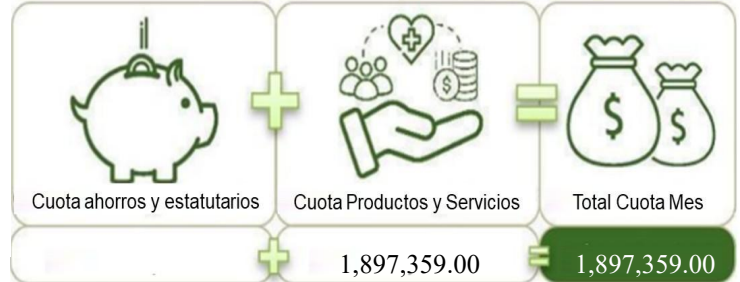 Cuota ahorros y estatutarios
Cuota Productos y Servicios
Total Cuota Mes
1,897,359.00
1,897,359.00